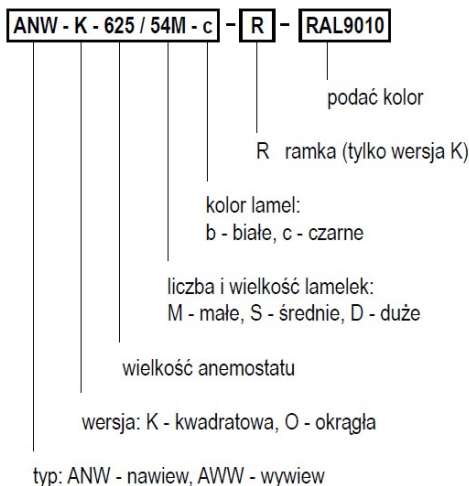 ANW - K - 625 / 54M - c - R - RAL9010
podać kolor
R ramka (tylko wersja K)
kolor lamel:
b - białe, c - czarne
liczba i wielkość lamelek:
M - małe, S - średnie, D - duże
wielkość anemostatu
wersja: K - kwadratowa, O - okrągła
typ: ANW - nawiew, AWW - wywiew